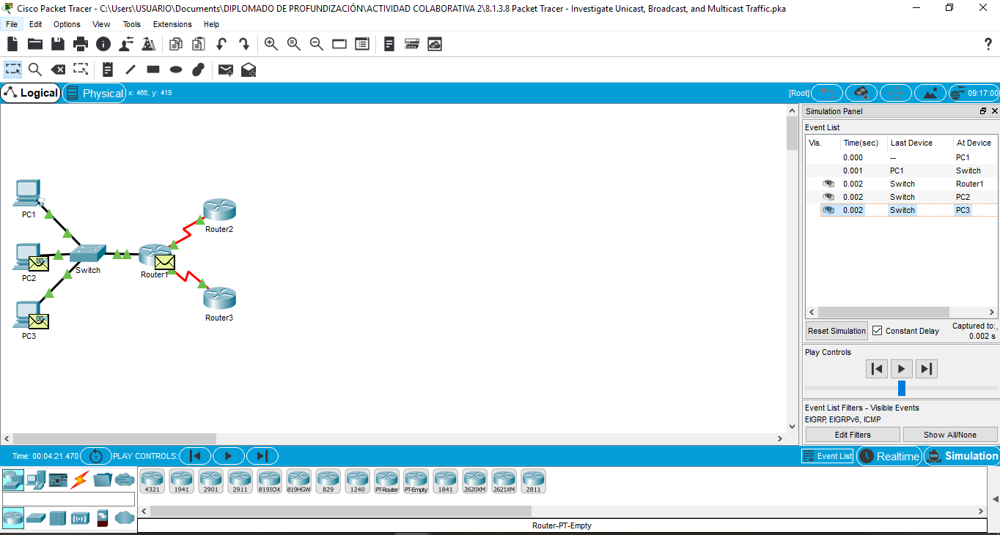 Cisco Packet Tracer - C:\Users\USUARIO\Documents\DIPLOMADO DE PROFUNDIZACIÓN\ACTIVIDAD COLABORATIVA 2\8.1.3.8 Packet Tracer - Investigate Unicast, Broadcast, and Multicast Traffic.pka
File Edit Options View Tools Extensions Help
Logical Physical x: 466, y: 419 [Root] 09:17:00
Simulation Panel
Event List
Vis. Time(sec) Last Device At Device
0.000 -- PC1
0.001 PC1 Switch
0.002 Switch Router1
0.002 Switch PC2
0.002 Switch PC3
PC1
Router2
Switch
PC2
Router1
Router3
PC3
Reset Simulation Constant Delay Captured to:
0.002 s
Play Controls
Event List Filters - Visible Events
EIGRP, EIGRPv6, ICMP
Edit Filters Show All/None
Time: 00:04:21.470 PLAY CONTROLS: Event List Realtime Simulation
4321 1941 2901 2911 819IOX 819HGW 829 1240 PT-Router PT-Empty 1841 2620XM 2621XM 2811
Router-PT-Empty